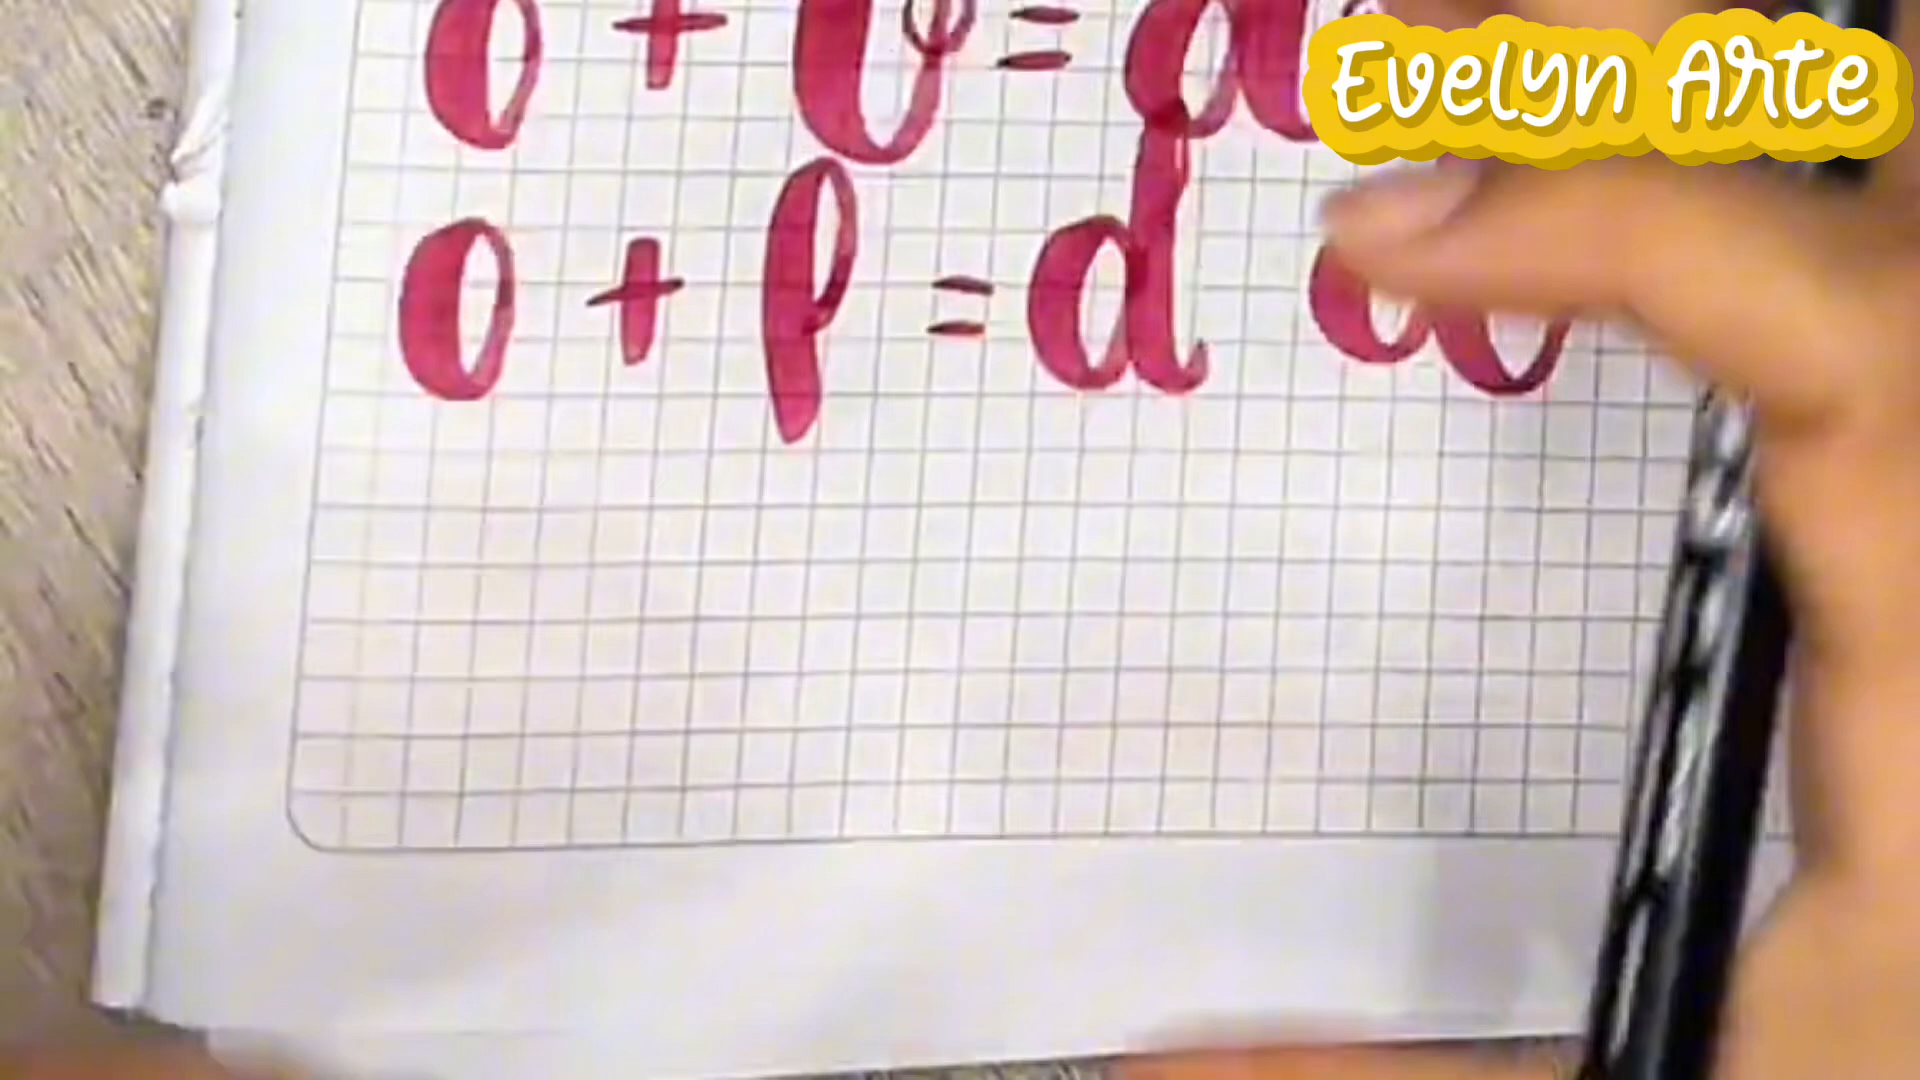 Evelyn Arte
o + v = a
o + l = d a